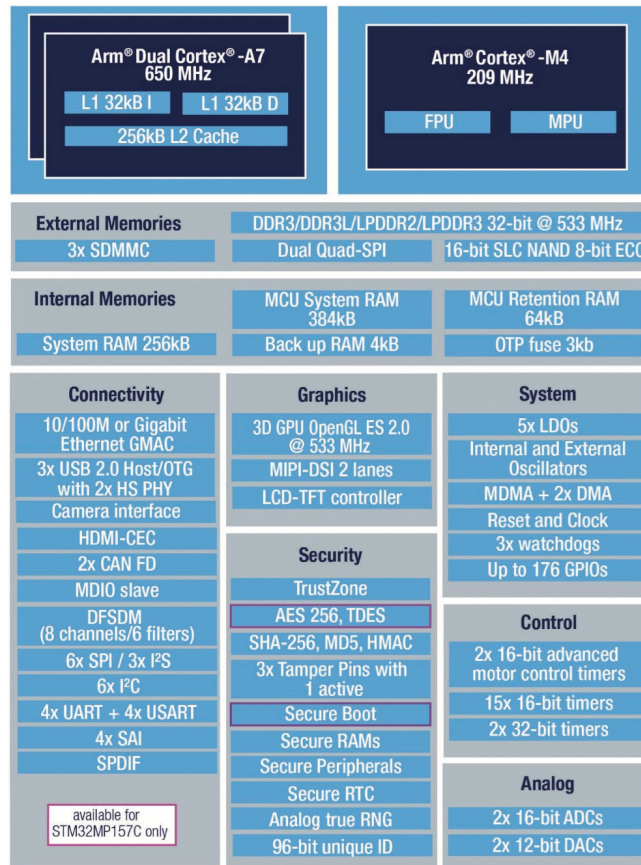 Arm® Dual Cortex® -A7
650 MHz
L1 32kB I
L1 32kB D
256kB L2 Cache
Arm® Cortex® -M4
209 MHz
FPU
MPU
External Memories
DDR3/DDR3L/LPDDR2/LPDDR3 32-bit @ 533 MHz
3x SDMMC
Dual Quad-SPI
16-bit SLC NAND 8-bit ECC
Internal Memories
MCU System RAM
384kB
MCU Retention RAM
64kB
System RAM 256kB
Back up RAM 4kB
OTP fuse 3kb
Connectivity
10/100M or Gigabit
Ethernet GMAC
3x USB 2.0 Host/OTG
with 2x HS PHY
Camera interface
HDMI-CEC
2x CAN FD
MDIO slave
DFSDM
(8 channels/6 filters)
6x SPI / 3x I²S
6x I²C
4x UART + 4x USART
4x SAI
SPDIF
available for
STM32MP157C only
Graphics
3D GPU OpenGL ES 2.0
@ 533 MHz
MIPI-DSI 2 lanes
LCD-TFT controller
Security
TrustZone
AES 256, TDES
SHA-256, MD5, HMAC
3x Tamper Pins with
1 active
Secure Boot
Secure RAMs
Secure Peripherals
Secure RTC
Analog true RNG
96-bit unique ID
System
5x LDOs
Internal and External
Oscillators
MDMA + 2x DMA
Reset and Clock
3x watchdogs
Up to 176 GPIOs
Control
2x 16-bit advanced
motor control timers
15x 16-bit timers
2x 32-bit timers
Analog
2x 16-bit ADCs
2x 12-bit DACs